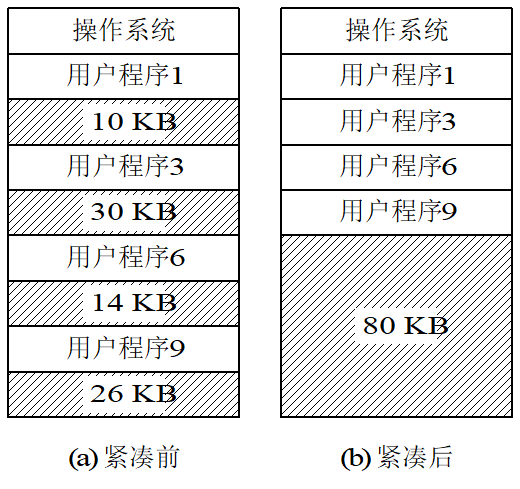 操作系统
用户程序1
10 KB
用户程序3
30 KB
用户程序6
14 KB
用户程序9
26 KB
(a) 紧凑前
操作系统
用户程序1
用户程序3
用户程序6
用户程序9
80 KB
(b) 紧凑后